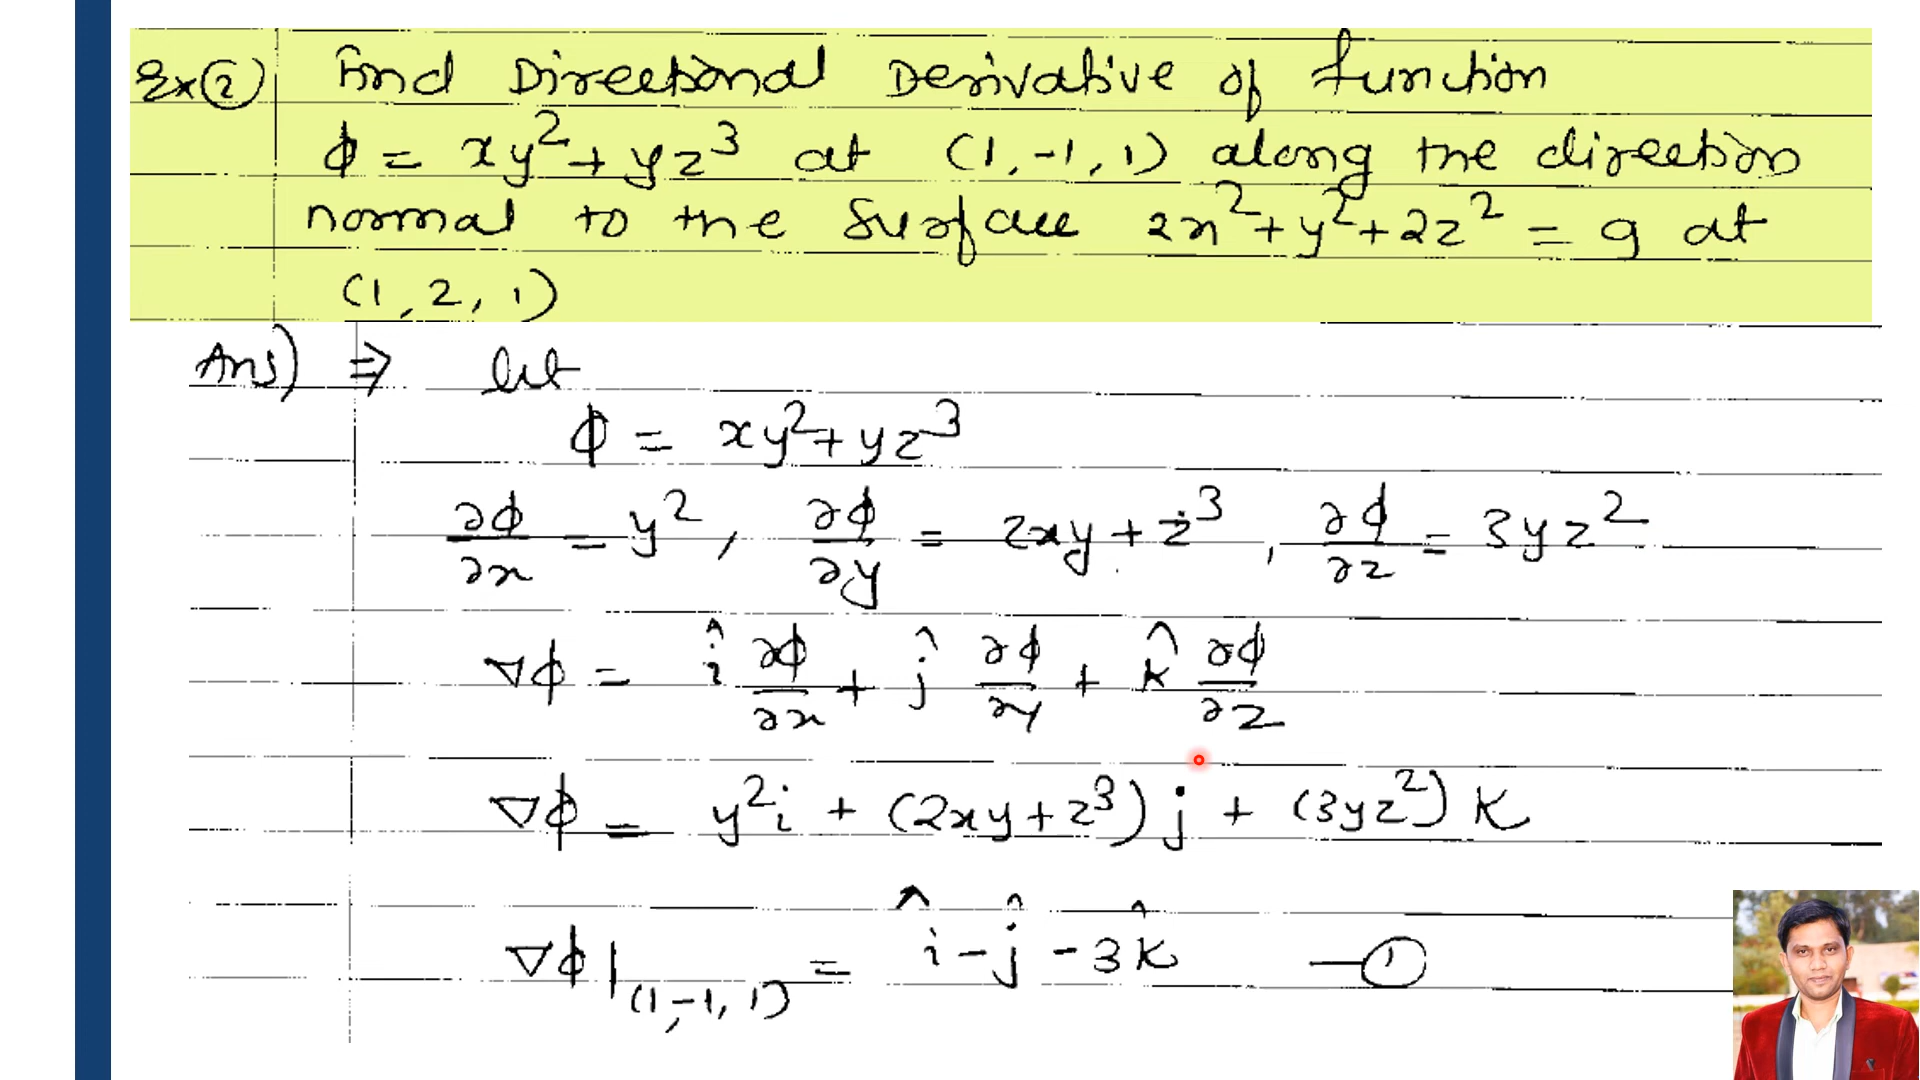 Ex② Find Directional Derivative of function
ϕ = xy²+yz³ at (1,-1,1) along the direction
normal to the surface 2x²+y²+2z² = 9 at
(1,2,1)
Ans) ⇒ let
ϕ = xy²+yz³
∂ϕ/∂x = y², ∂ϕ/∂y = 2xy+z³, ∂ϕ/∂z = 3yz²
∇ϕ = î ∂ϕ/∂x + ĵ ∂ϕ/∂y + k̂ ∂ϕ/∂z
∇ϕ = y²i + (2xy+z³)j + (3yz²)k
∇ϕ|(1,-1,1) = î - ĵ - 3k̂ —①